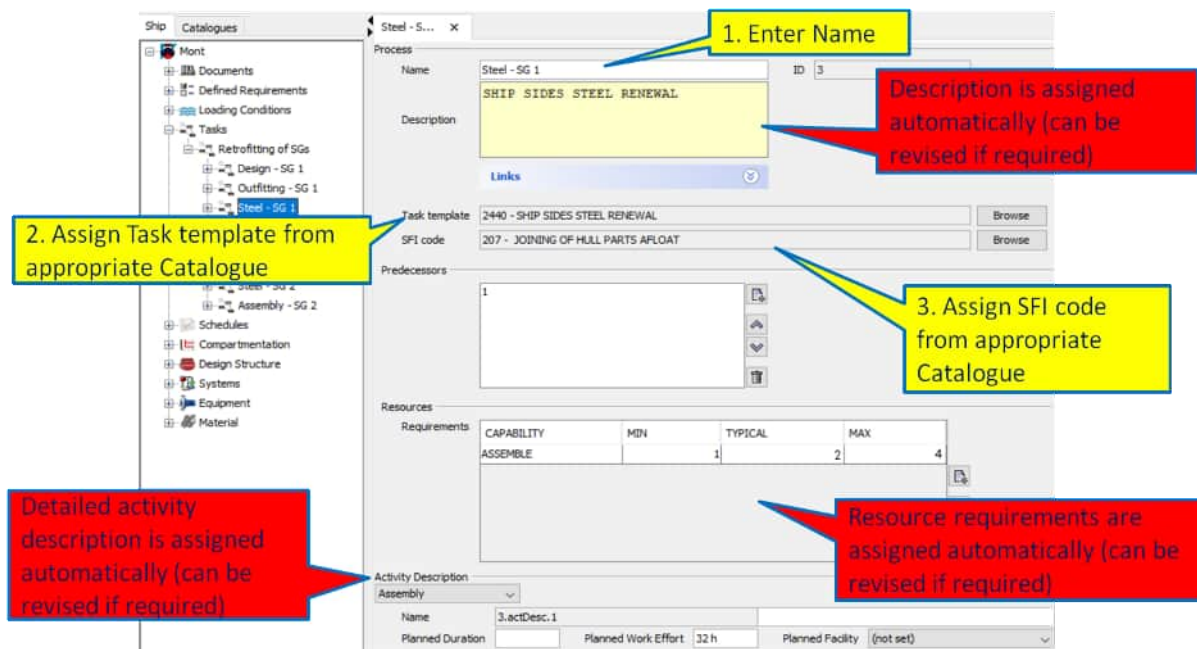 Ship Catalogues
Mont
Documents
Defined Requirements
Loading Conditions
Tasks
Retrofitting of SGs
Design - SG 1
Outfitting - SG 1
Steel - SG 1
Assembly - SG 2
Schedules
Compartmentation
Design Structure
Systems
Equipment
Material
Steel - S... x
Process
Name Steel - SG 1 ID 3
Description SHIP SIDES STEEL RENEWAL
Links
Task template 2440 - SHIP SIDES STEEL RENEWAL Browse
SFI code 207 - JOINING OF HULL PARTS AFLOAT Browse
Predecessors
1
Resources
Requirements
CAPABILITY MIN TYPICAL MAX
ASSEMBLE 1 2 4
Activity Description
Assembly
Name 3.actDesc.1
Planned Duration Planned Work Effort 32 h Planned Facility (not set)
1. Enter Name
Description is assigned
automatically (can be
revised if required)
2. Assign Task template from
appropriate Catalogue
3. Assign SFI code
from appropriate
Catalogue
Detailed activity
description is assigned
automatically (can be
revised if required)
Resource requirements are
assigned automatically (can be
revised if required)